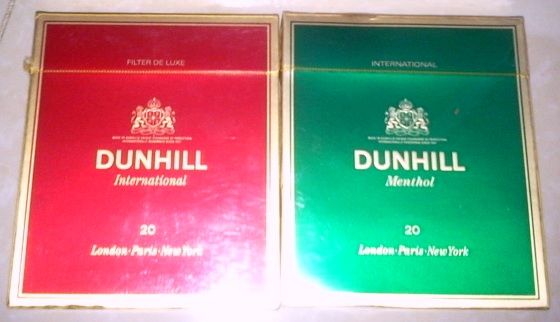 FILTER DE LUXE
DUNHILL
International
20
London·Paris·New York
INTERNATIONAL
DUNHILL
Menthol
20
London·Paris·New York